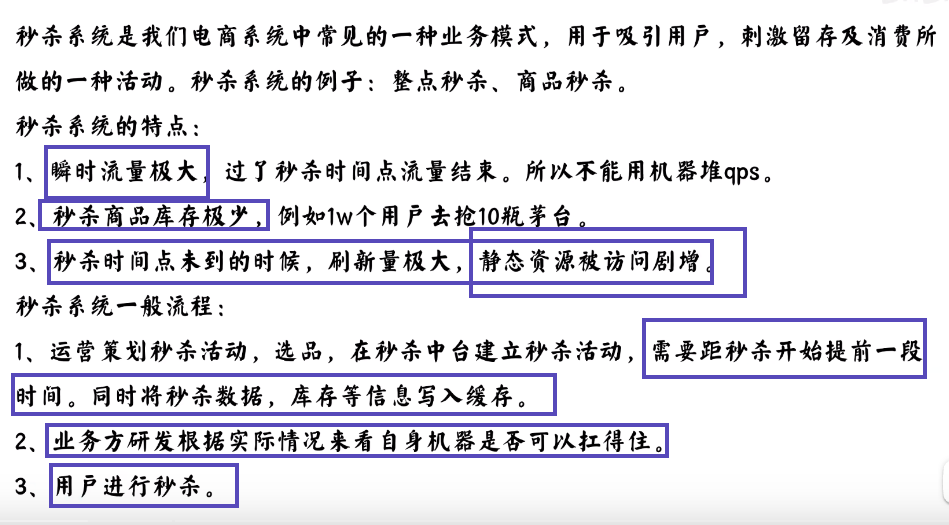 秒杀系统是我们电商系统中常见的一种业务模式，用于吸引用户，刺激留存及消费所
做的一种活动。秒杀系统的例子：整点秒杀、商品秒杀。
秒杀系统的特点：
1、瞬时流量极大，过了秒杀时间点流量结束。所以不能用机器堆qps。
2、秒杀商品库存极少，例如1w个用户去抢10瓶茅台。
3、秒杀时间点未到的时候，刷新量极大，静态资源被访问剧增。
秒杀系统一般流程：
1、运营策划秒杀活动，选品，在秒杀中台建立秒杀活动，需要距秒杀开始提前一段
时间。同时将秒杀数据，库存等信息写入缓存。
2、业务方研发根据实际情况来看自身机器是否可以扛得住。
3、用户进行秒杀。